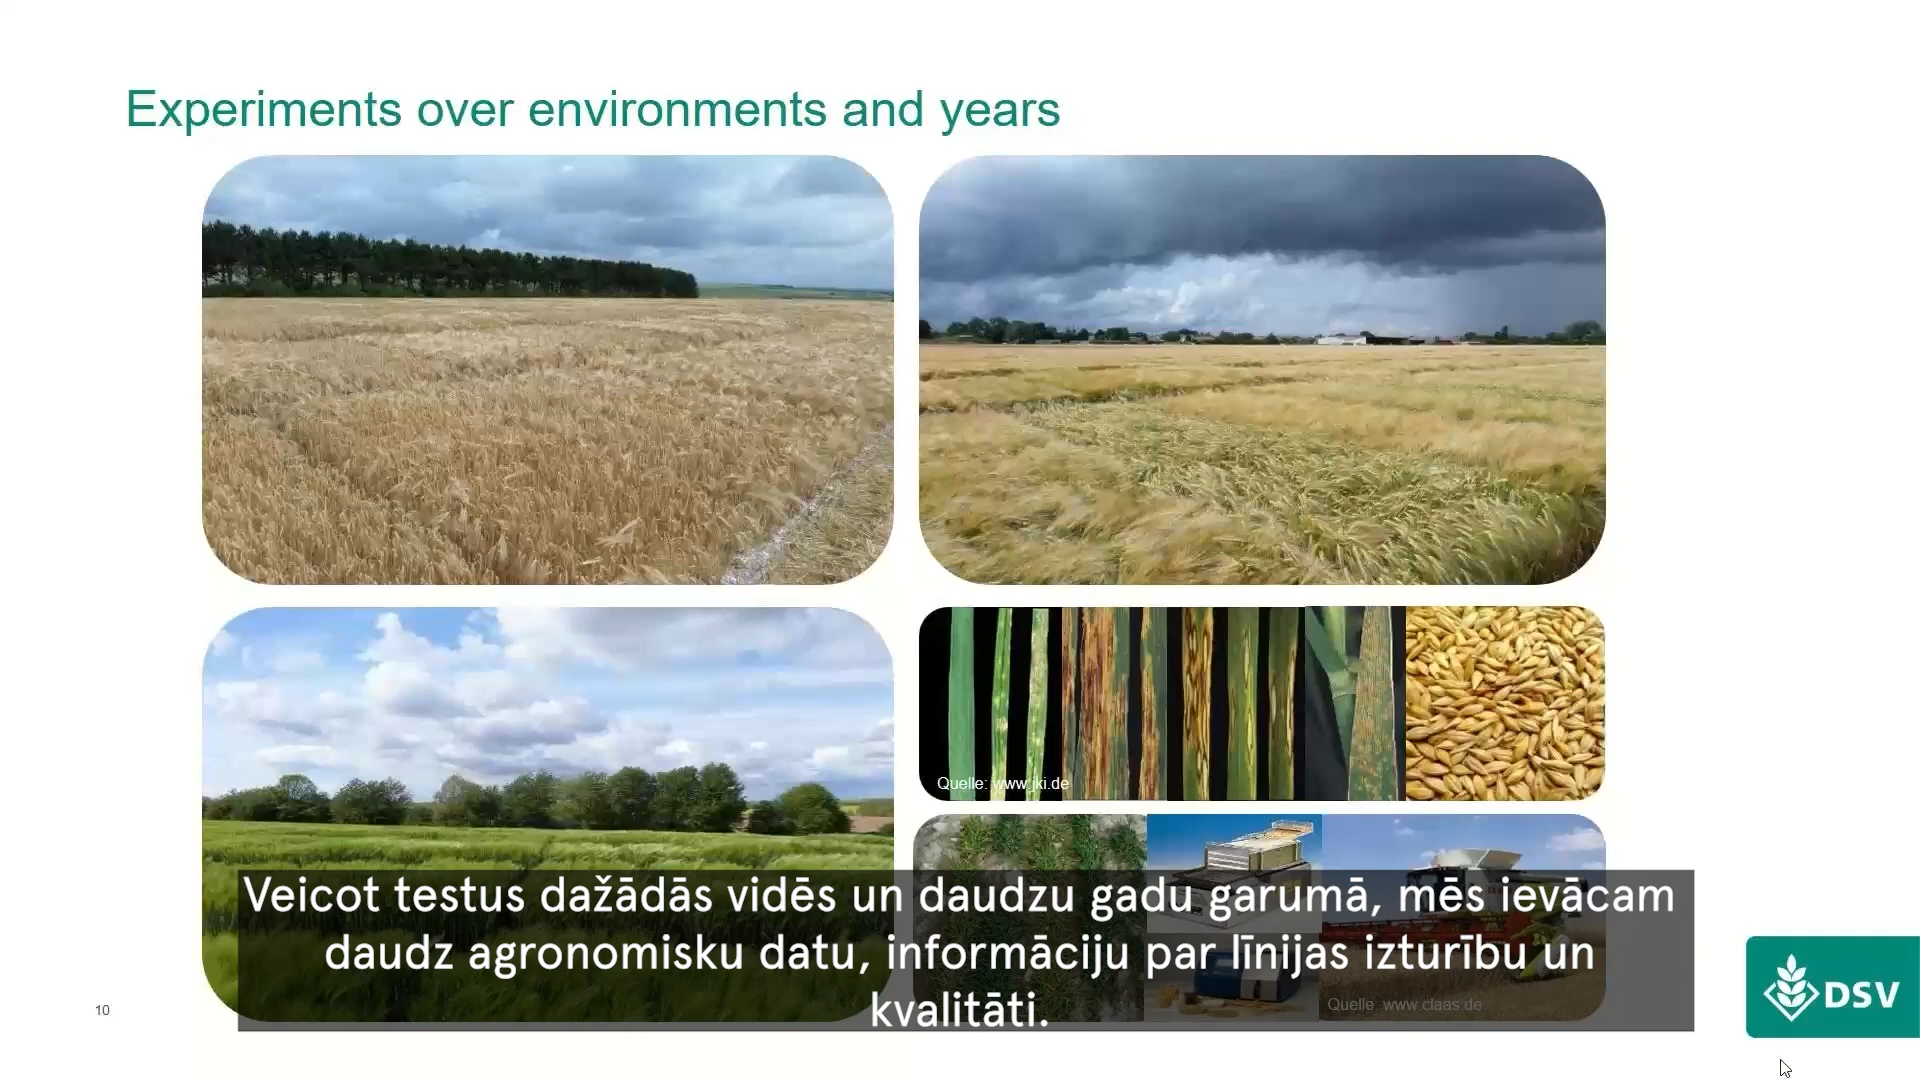 Experiments over environments and years
Quelle: www.jki.de
Veicot testus dažādās vidēs un daudzu gadu garumā, mēs ievācam
daudz agronomisku datu, informāciju par līnijas izturību un
kvalitāti.
Quelle: www.claas.de
10
DSV